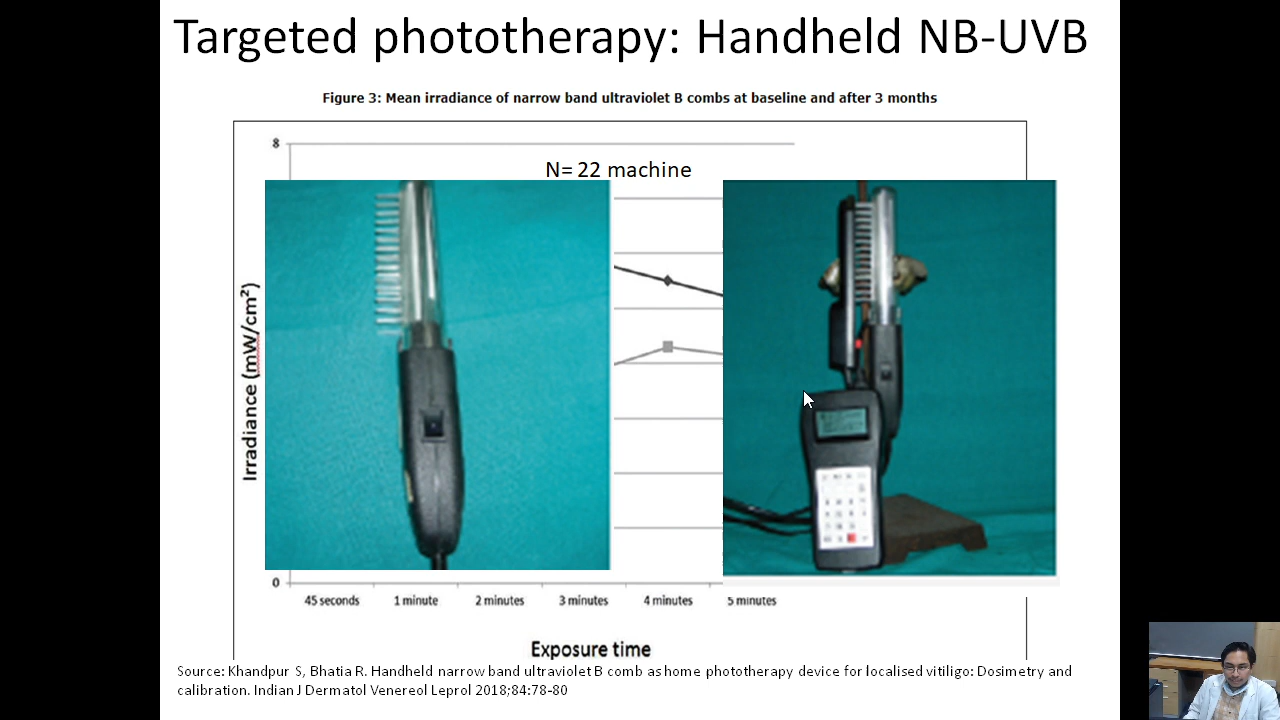 Targeted phototherapy: Handheld NB-UVB
Figure 3: Mean irradiance of narrow band ultraviolet B combs at baseline and after 3 months
8
N= 22 machine
Irradiance (mW/cm²)
0
45 seconds 1 minute 2 minutes 3 minutes 4 minutes 5 minutes
Exposure time
Source: Khandpur S, Bhatia R. Handheld narrow band ultraviolet B comb as home phototherapy device for localised vitiligo: Dosimetry and
calibration. Indian J Dermatol Venereol Leprol 2018;84:78-80